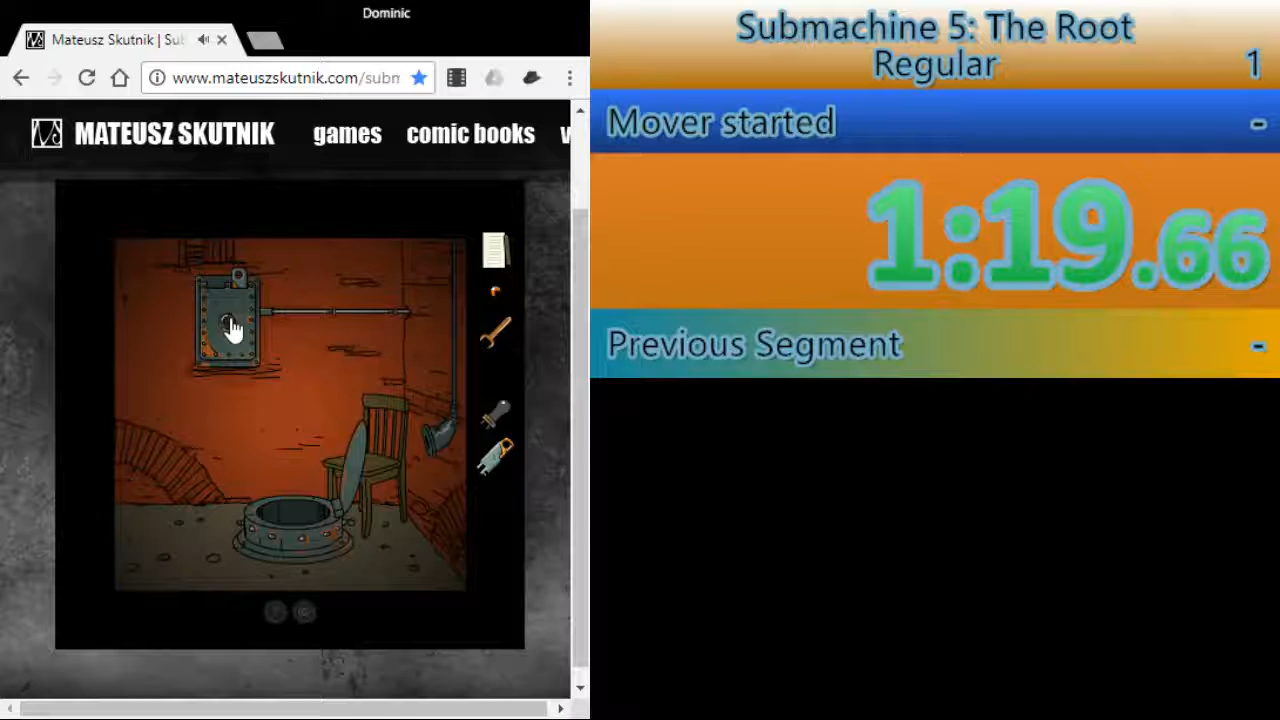 Dominic
Mateusz Skutnik | Sub
www.mateuszskutnik.com/subm
MATEUSZ SKUTNIK games comic books
Submachine 5: The Root
Regular 1
Mover started -
1:19.66
Previous Segment -